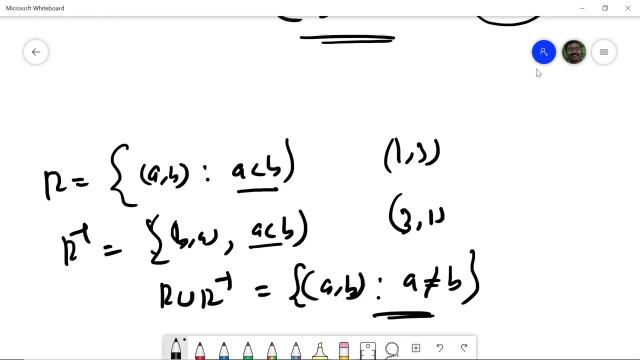 Microsoft Whiteboard
R = { (a,b) : a<b } (1,3)
R⁻¹ = { (b,a), a<b } (3,1)
R∪R⁻¹ = {(a,b) : a≠b}